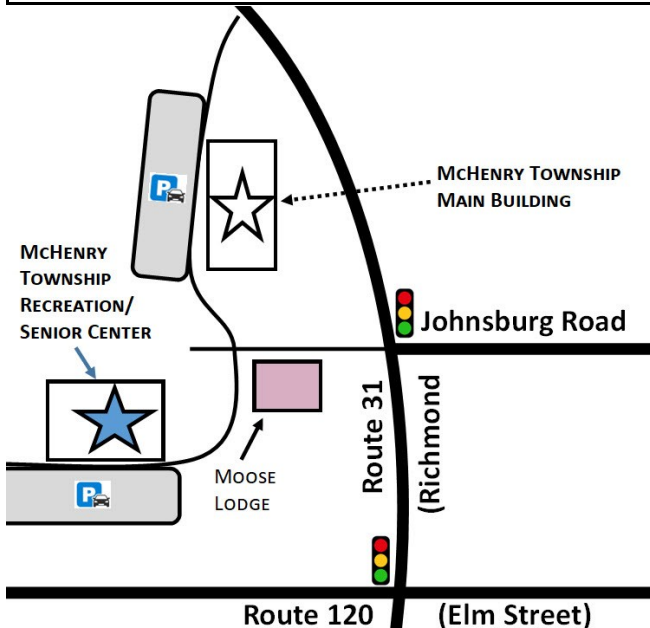 P
McHenry Township
Main Building
McHenry
Township
Recreation/
Senior Center
Johnsburg Road
Route 31
(Richmond
Moose
Lodge
P
Route 120 (Elm Street)